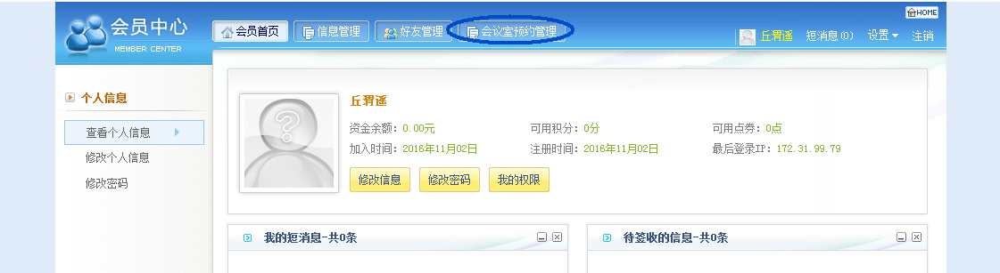 会员中心
MEMBER CENTER
会员首页 信息管理 好友管理 会议室预约管理
HOME
丘渭遥 短消息(0) 设置 注销
个人信息
查看个人信息
修改个人信息
修改密码
丘渭遥
资金余额：0.00元 可用积分：0分 可用点券：0点
加入时间：2016年11月02日 注册时间：2016年11月02日 最后登录IP：172.31.99.79
修改信息 修改密码 我的权限
我的短消息-共0条
待签收的信息-共0条